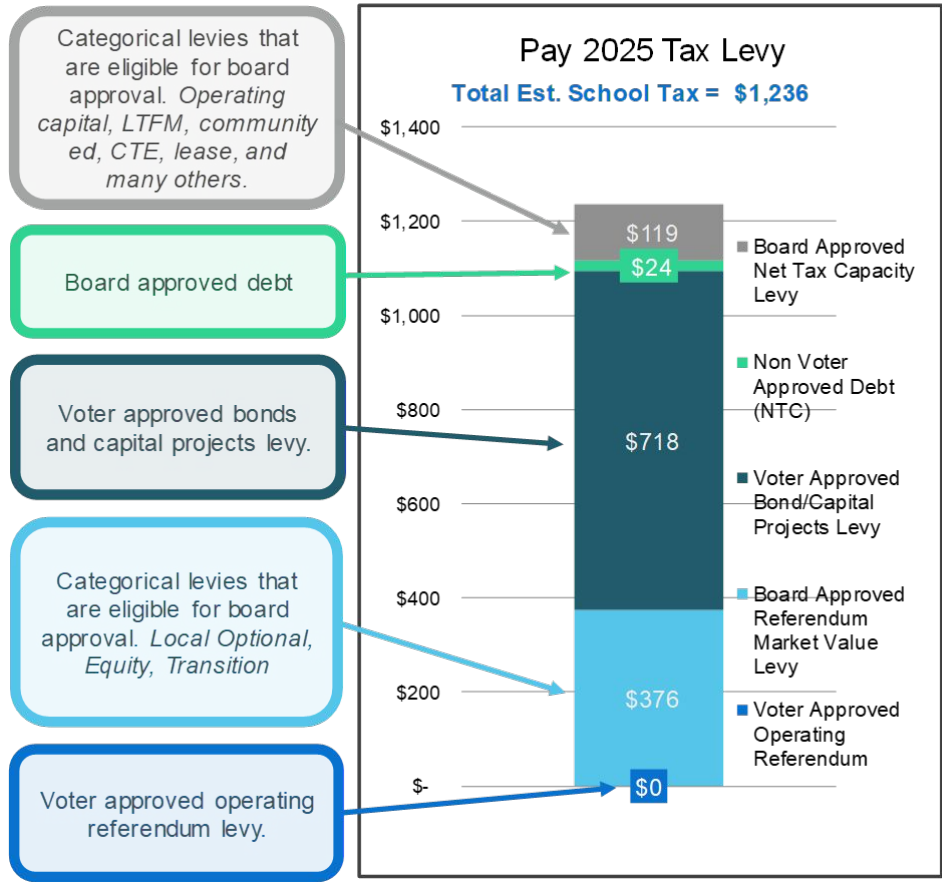 Categorical levies that
are eligible for board
approval. Operating
capital, LTFM, community
ed, CTE, lease, and
many others.
Board approved debt
Voter approved bonds
and capital projects levy.
Categorical levies that
are eligible for board
approval. Local Optional,
Equity, Transition
Voter approved operating
referendum levy.
Pay 2025 Tax Levy
Total Est. School Tax = $1,236
$1,400
$1,200
$1,000
$800
$600
$400
$200
$-
$119
$24
$718
$376
$0
Board Approved
Net Tax Capacity
Levy
Non Voter
Approved Debt
(NTC)
Voter Approved
Bond/Capital
Projects Levy
Board Approved
Referendum
Market Value
Levy
Voter Approved
Operating
Referendum